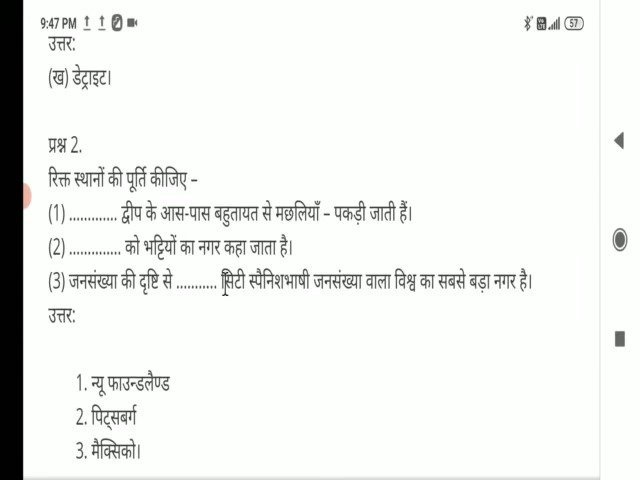 9:47 PM
57
उत्तर:
(ख) डेट्राइट।
प्रश्न 2.
रिक्त स्थानों की पूर्ति कीजिए –
(1) ............. द्वीप के आस-पास बहुतायत से मछलियाँ – पकड़ी जाती हैं।
(2) .............. को भट्टियों का नगर कहा जाता है।
(3) जनसंख्या की दृष्टि से ........... सिटी स्पैनिशभाषी जनसंख्या वाला विश्व का सबसे बड़ा नगर है।
उत्तर:
1. न्यू फाउन्डलैण्ड
2. पिट्सबर्ग
3. मैक्सिको।